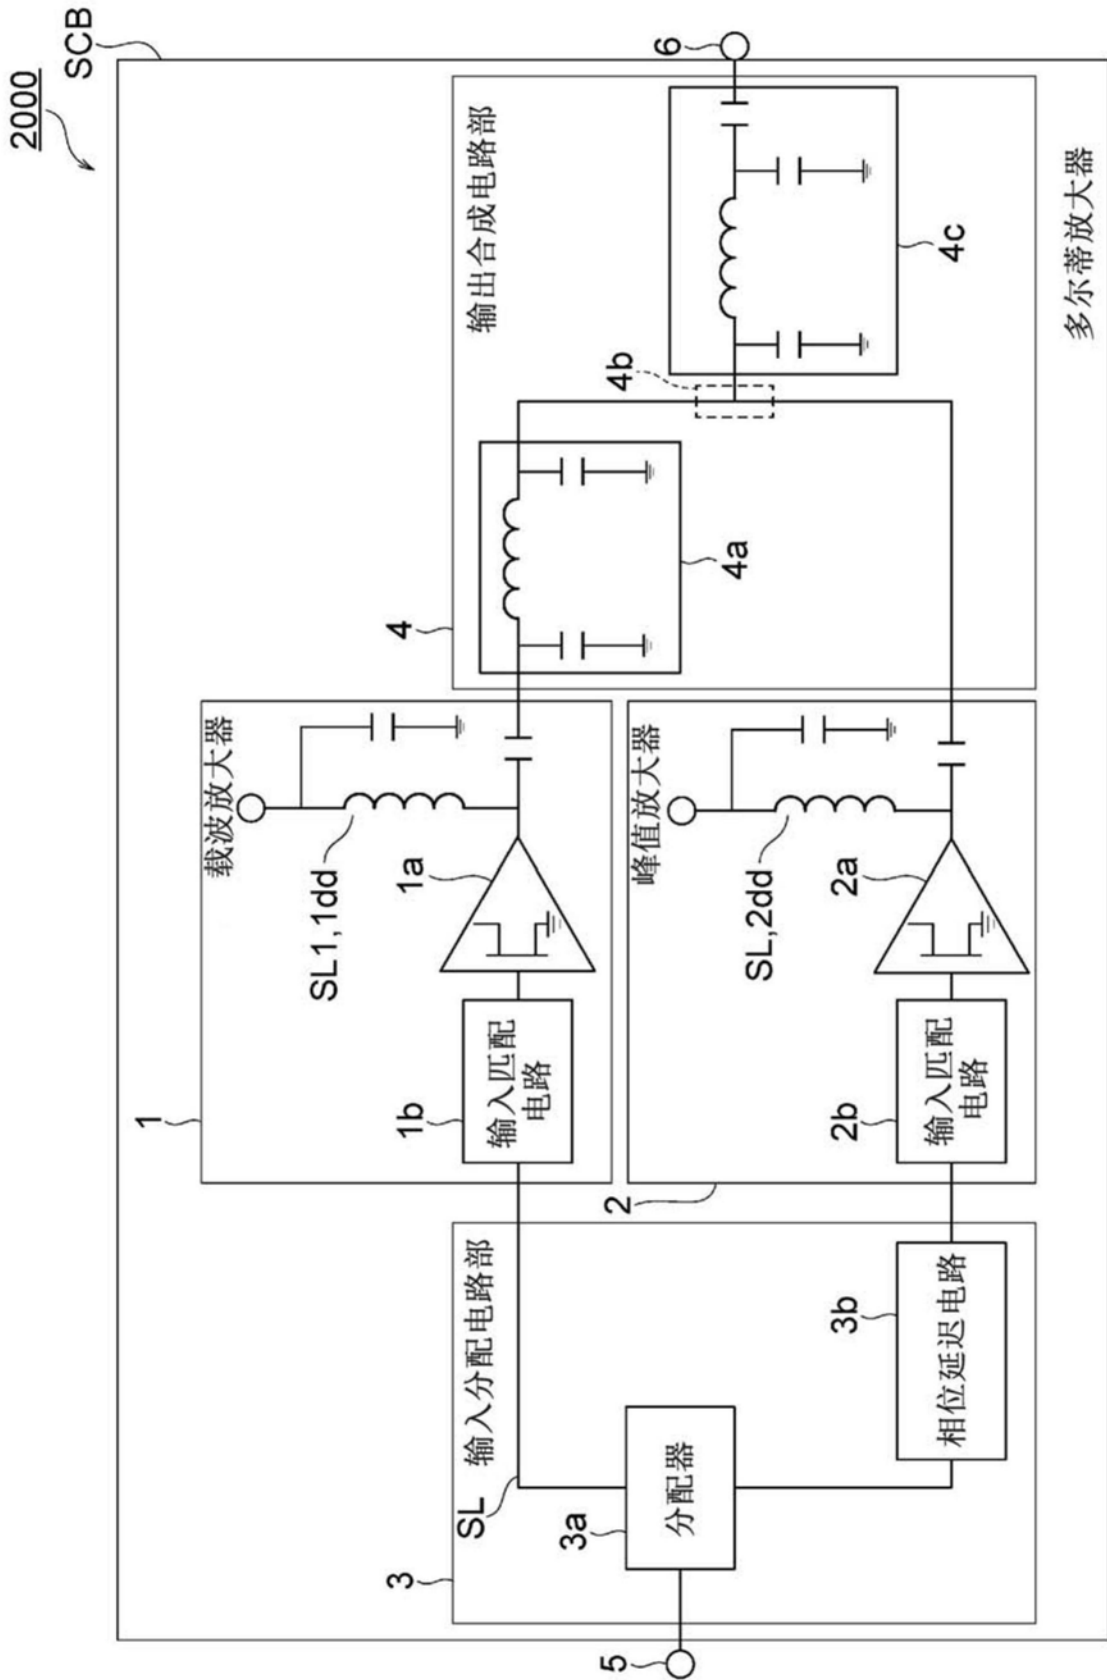 2000
SCB
1
载波放大器
SL1,1dd
1a
1b
输入匹配
电路
4
输出合成电路部
4a
4b
4c
6
3
输入分配电路部
SL
3a
分配器
5
3b
相位延迟电路
2
峰值放大器
SL,2dd
2a
2b
输入匹配
电路
多尔蒂放大器